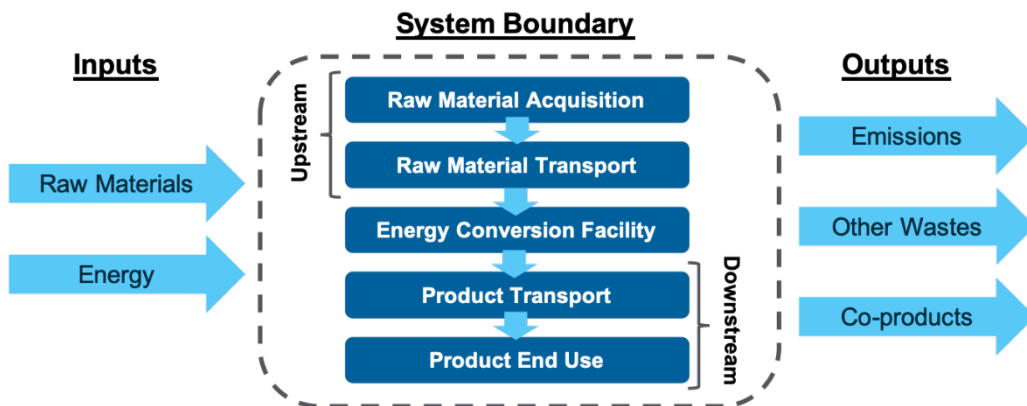 System Boundary
Inputs
Outputs
Upstream
Raw Material Acquisition
Raw Material Transport
Energy Conversion Facility
Product Transport
Product End Use
Downstream
Raw Materials
Energy
Emissions
Other Wastes
Co-products